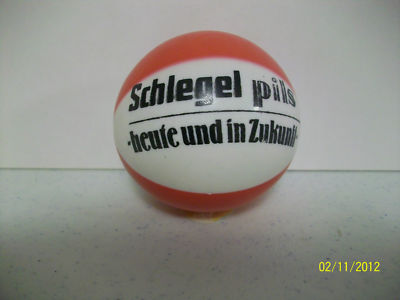 Schlegel pils
-heute und in Zukunft-
02/11/2012